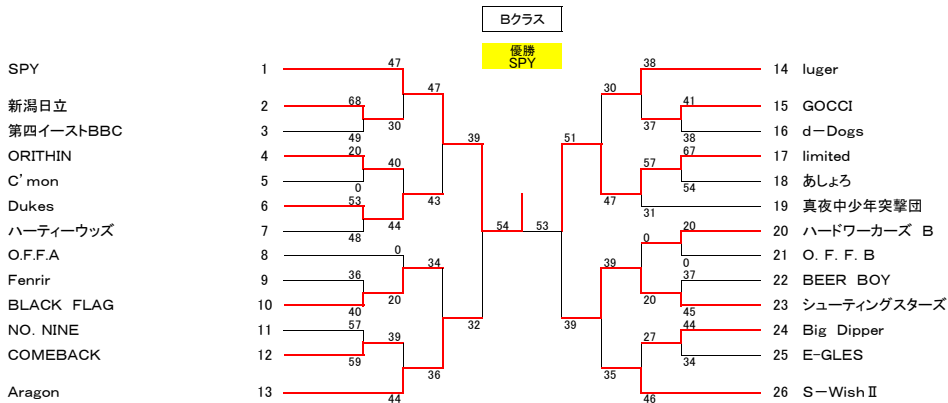 Bクラス
優勝
SPY
SPY 1
新潟日立 2
第四イーストBBC 3
ORITHIN 4
C'mon 5
Dukes 6
ハーティーウッズ 7
O.F.F.A 8
Fenrir 9
BLACK FLAG 10
NO. NINE 11
COMEBACK 12
Aragon 13
47
68
49
30
47
20
0
40
53
48
44
43
39
0
36
40
20
34
57
59
39
44
36
32
54
53
38
41
38
37
30
67
54
57
31
47
51
20
0
0
37
45
20
39
44
34
27
46
35
39
14 luger
15 GOCCI
16 d-Dogs
17 limited
18 あしょろ
19 真夜中少年突撃団
20 ハードワーカーズ B
21 O. F. F. B
22 BEER BOY
23 シューティングスターズ
24 Big Dipper
25 E-GLES
26 S-WishⅡ